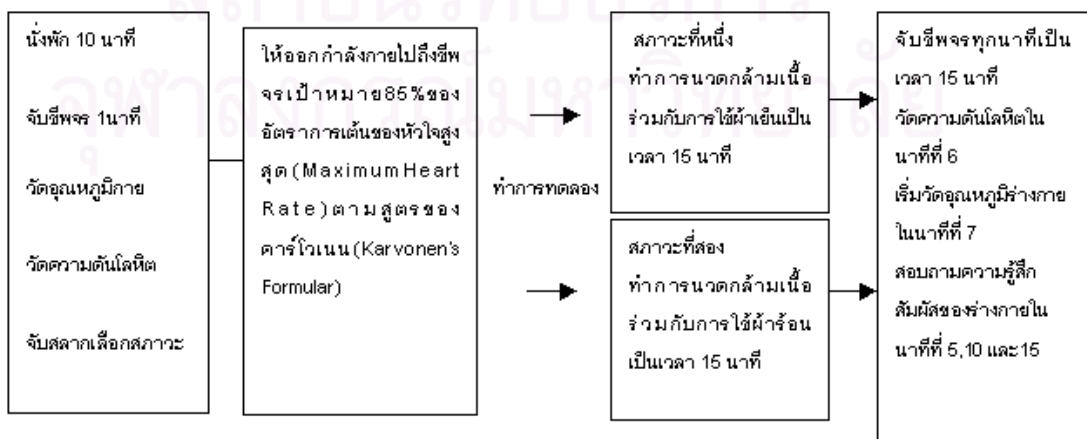 นั่งพัก 10 นาที
จับชีพจร 1นาที
วัดอุณหภูมิกาย
วัดความดันโลหิต
จับสลากเลือกสภาวะ
ให้ออกกำลังกายไปถึงชีพ
จรเป้าหมาย85%ของ
อัตราการเต้นของหัวใจสูง
สุด(Maximum Heart
Rate)ตามสูตรของ
คาร์โวเนน(Karvonen's
Formular)
ทำการทดลอง
สภาวะที่หนึ่ง
ทำการนวดกล้ามเนื้อ
ร่วมกับการใช้ผ้าเย็นเป็น
เวลา 15 นาที
สภาวะที่สอง
ทำการนวดกล้ามเนื้อ
ร่วมกับการใช้ผ้าร้อน
เป็นเวลา 15 นาที
จับชีพจรทุกนาทีเป็น
เวลา 15 นาที
วัดความดันโลหิตใน
นาทีที่ 6
เริ่มวัดอุณหภูมิร่างกาย
ในนาทีที่ 7
สอบถามความรู้สึก
สัมผัสของร่างกายใน
นาทีที่ 5,10 และ15
จุฬาลงกรณ์มหาวิทยาลัย